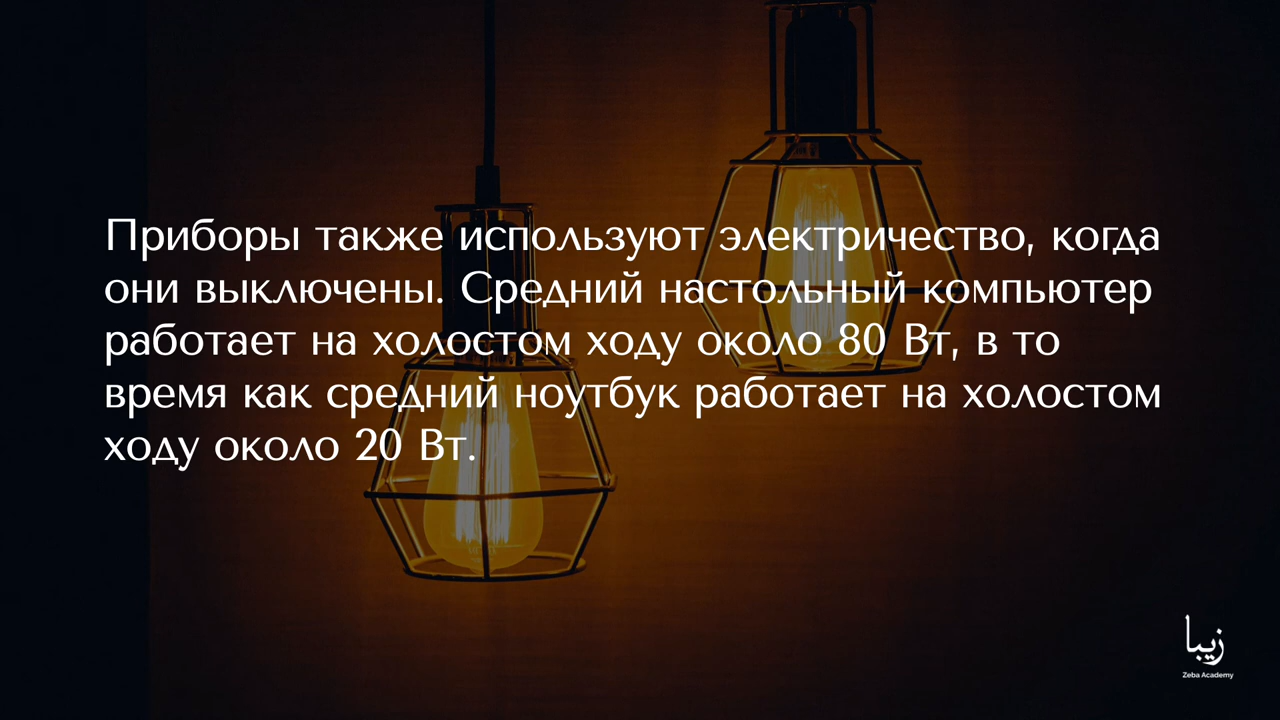 Приборы также используют электричество, когда
они выключены. Средний настольный компьютер
работает на холостом ходу около 80 Вт, в то
время как средний ноутбук работает на холостом
ходу около 20 Вт.
زیبا
Zeba Academy